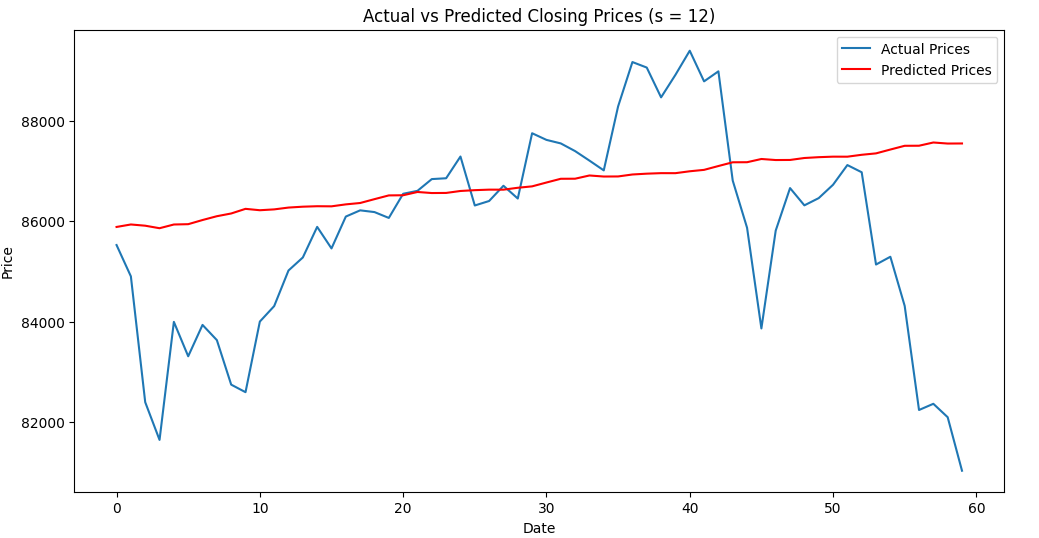 Actual vs Predicted Closing Prices (s = 12)
Actual Prices
Predicted Prices
Price
88000
86000
84000
82000
0 10 20 30 40 50 60
Date